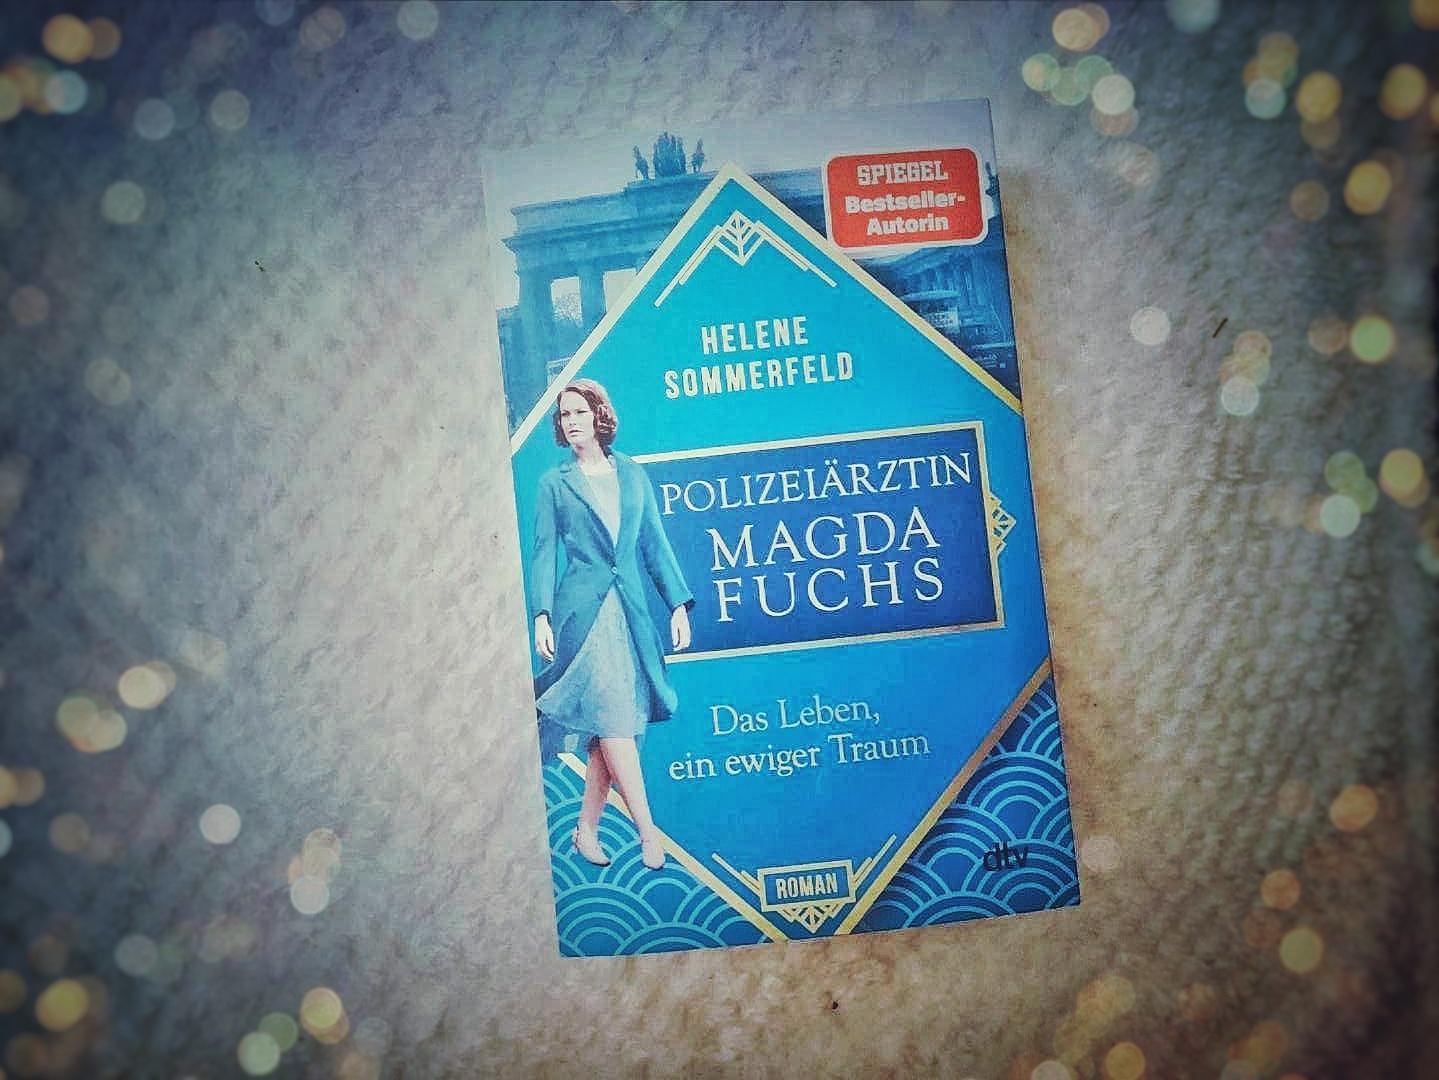 SPIEGEL
Bestseller-
Autorin
HELENE
SOMMERFELD
POLIZEIÄRZTIN
MAGDA
FUCHS
Das Leben,
ein ewiger Traum
ROMAN
dtv